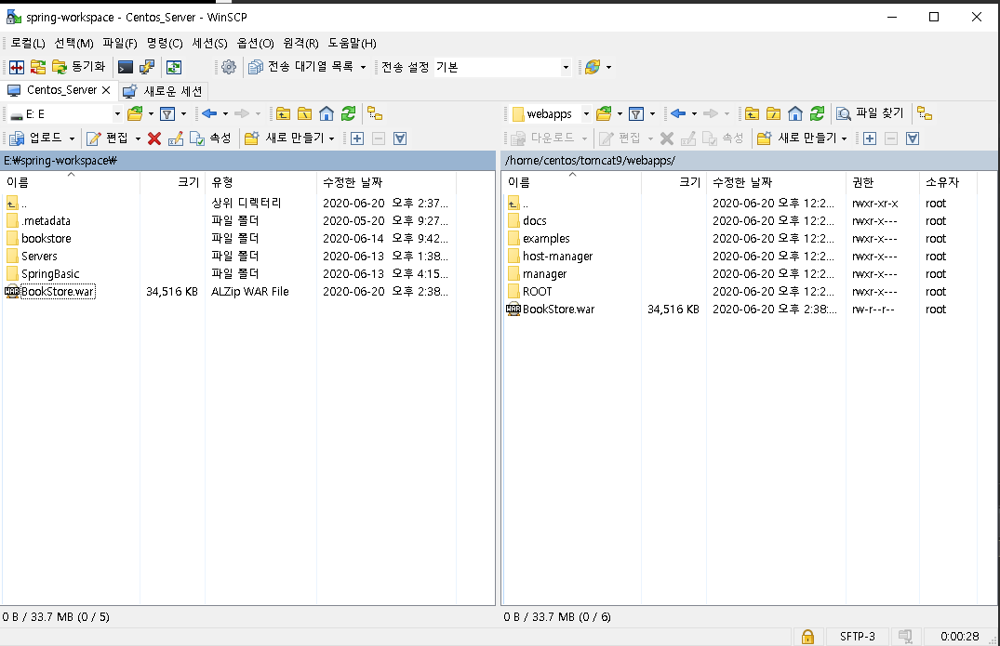 spring-workspace - Centos_Server - WinSCP
로컬(L) 선택(M) 파일(F) 명령(C) 세션(S) 옵션(O) 원격(R) 도움말(H)
동기화 전송 대기열 목록 전송 설정 기본
Centos_Server 새로운 세션
E: E
업로드 편집 속성 새로 만들기
E:₩spring-workspace₩
이름 크기 유형 수정한 날짜
.. 상위 디렉터리 2020-06-20 오후 2:37...
.metadata 파일 폴더 2020-05-20 오후 9:27...
bookstore 파일 폴더 2020-06-14 오후 9:42...
Servers 파일 폴더 2020-06-13 오후 1:38...
SpringBasic 파일 폴더 2020-06-13 오후 4:15...
BookStore.war 34,516 KB ALZip WAR File 2020-06-20 오후 2:38...
0 B / 33.7 MB (0 / 5)
webapps 파일 찾기
다운로드 편집 속성 새로 만들기
/home/centos/tomcat9/webapps/
이름 크기 수정한 날짜 권한 소유자
.. 2020-06-20 오후 12:2... rwxr-xr-x root
docs 2020-06-20 오후 12:2... rwxr-x--- root
examples 2020-06-20 오후 12:2... rwxr-x--- root
host-manager 2020-06-20 오후 12:2... rwxr-x--- root
manager 2020-06-20 오후 12:2... rwxr-x--- root
ROOT 2020-06-20 오후 12:2... rwxr-x--- root
BookStore.war 34,516 KB 2020-06-20 오후 2:38:... rw-r--r-- root
0 B / 33.7 MB (0 / 6)
SFTP-3 0:00:28